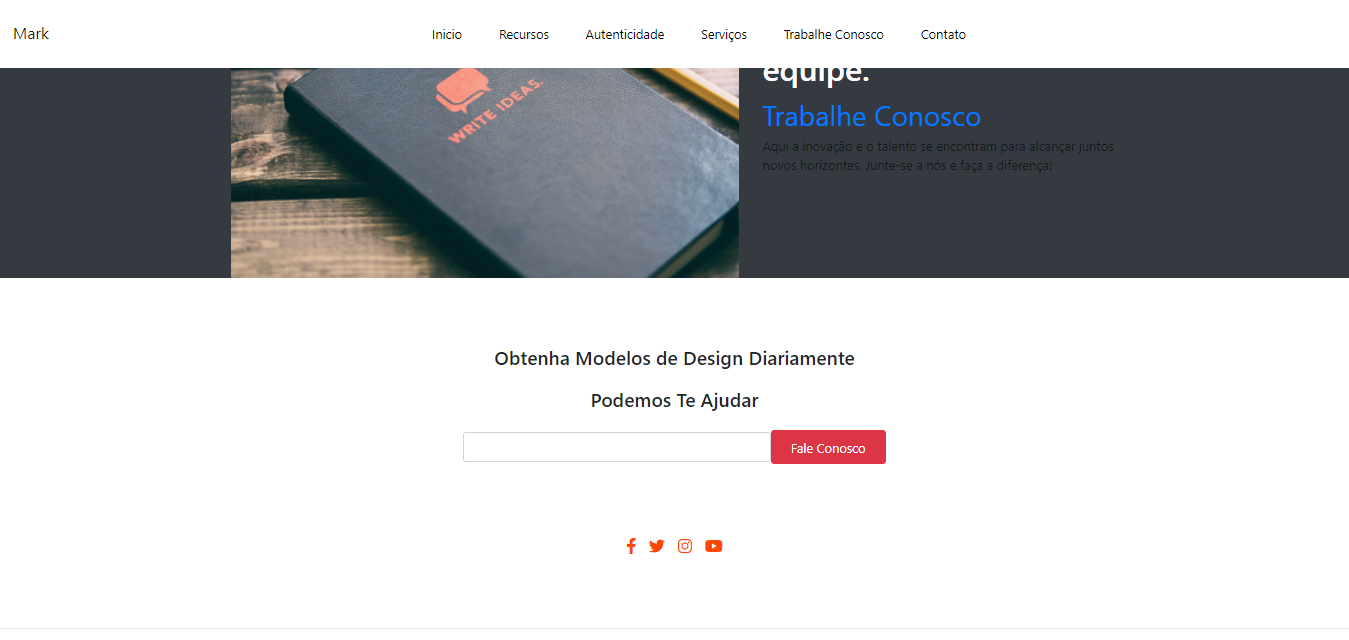 Mark
Inicio
Recursos
Autenticidade
Serviços
Trabalhe Conosco
Contato
equipe.
WRITE IDEAS.
Trabalhe Conosco
Aqui a inovação e o talento se encontram para alcançar juntos
novos horizontes. Junte-se a nós e faça a diferença!
Obtenha Modelos de Design Diariamente
Podemos Te Ajudar
Fale Conosco